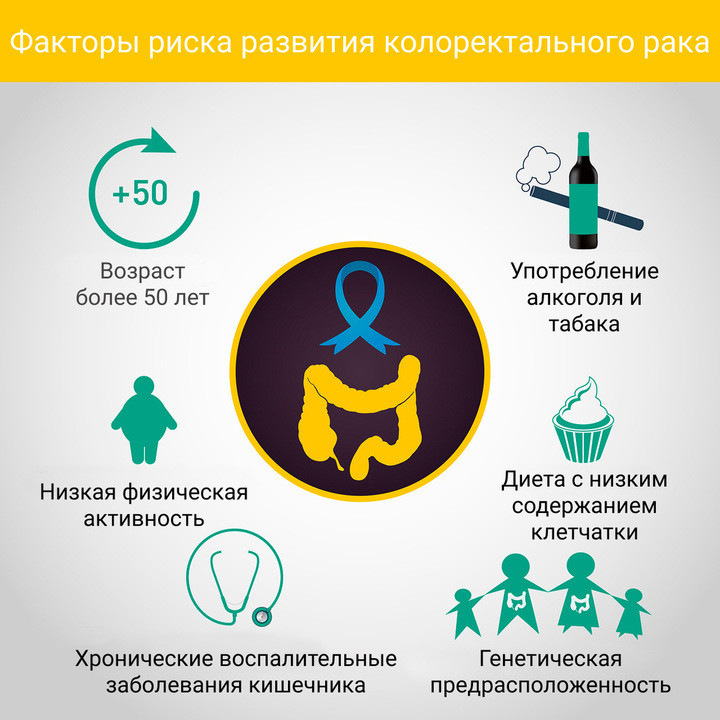 Факторы риска развития колоректального рака
+50
Возраст
более 50 лет
Употребление
алкоголя и
табака
Низкая физическая
активность
Диета с низким
содержанием
клетчатки
Хронические воспалительные
заболевания кишечника
Генетическая
предрасположенность